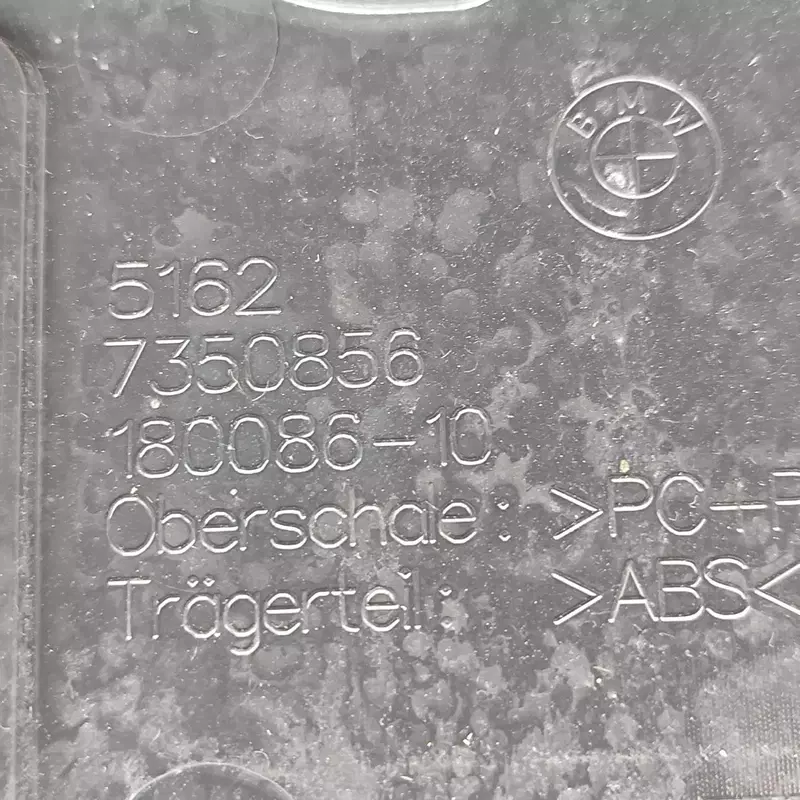 BMW
5162
7350856
180086-10
Oberschale: >PC-P
Trägerteil: >ABS<